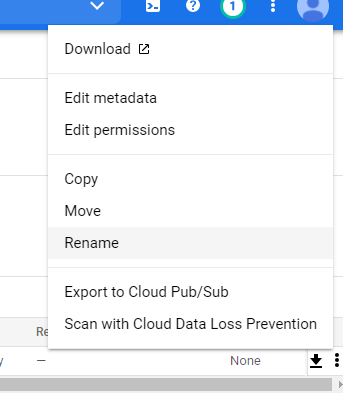 1
Download
Edit metadata
Edit permissions
Copy
Move
Rename
Export to Cloud Pub/Sub
Scan with Cloud Data Loss Prevention
Re
y — None